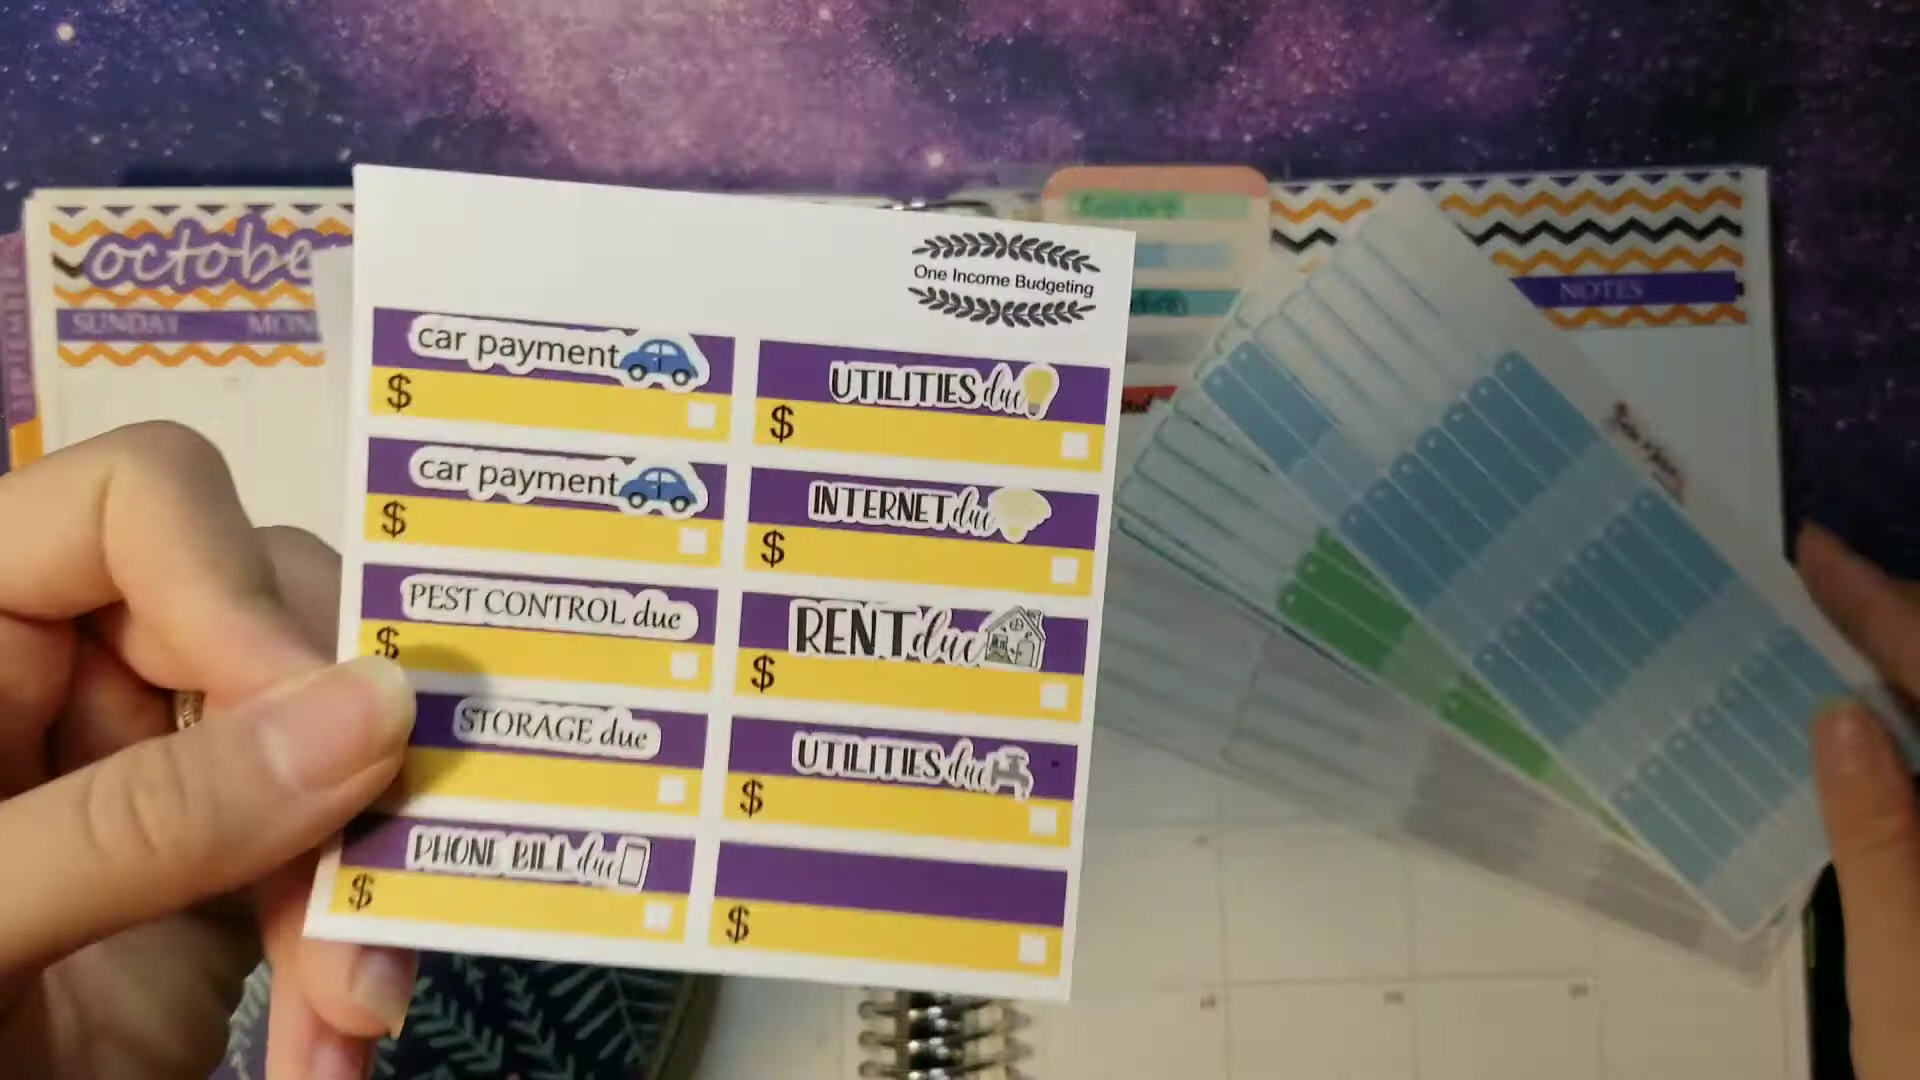 october
SUNDAY
MON
NOTES
SEPTEMBE
One Income Budgeting
car payment
$
UTILITIES due
$
car payment
$
INTERNET due
$
PEST CONTROL due
$
RENT due
$
STORAGE due
UTILITIES due
$
PHONE BILL due
$
$